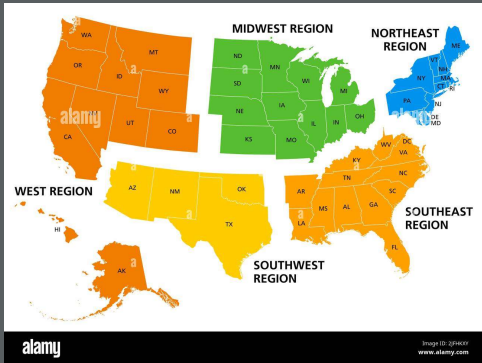 MIDWEST REGION
NORTHEAST
REGION
WA
MT
OR
ID
WY
UT
CO
CA
ND
MN
SD
WI
MI
NE
IA
IL
IN
OH
KS
MO
ME
VT
NH
NY
MA
CT
RI
PA
NJ
DE
MD
WV
DC
VA
KY
NC
TN
SC
AR
MS
AL
GA
LA
FL
WEST REGION
AZ
NM
OK
TX
HI
AK
SOUTHEAST
REGION
SOUTHWEST
REGION
alamy
a
a
alamy
a
alamy
a
a
a
a
alamy
Image ID: 2JFHKXY
www.alamy.com